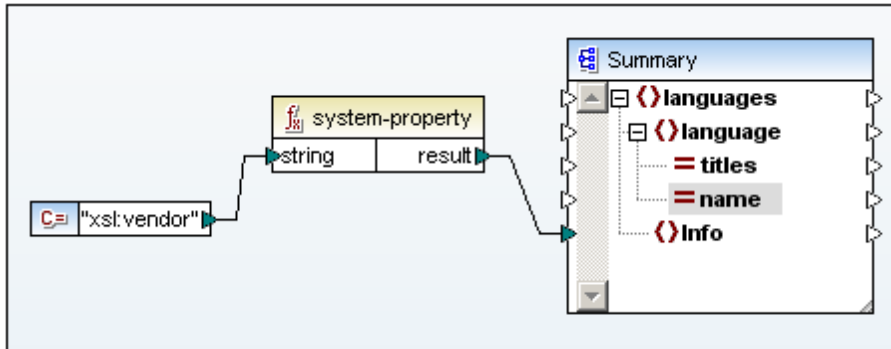 Summary
languages
language
titles
name
Info
system-property
string result
C= "xsl:vendor"